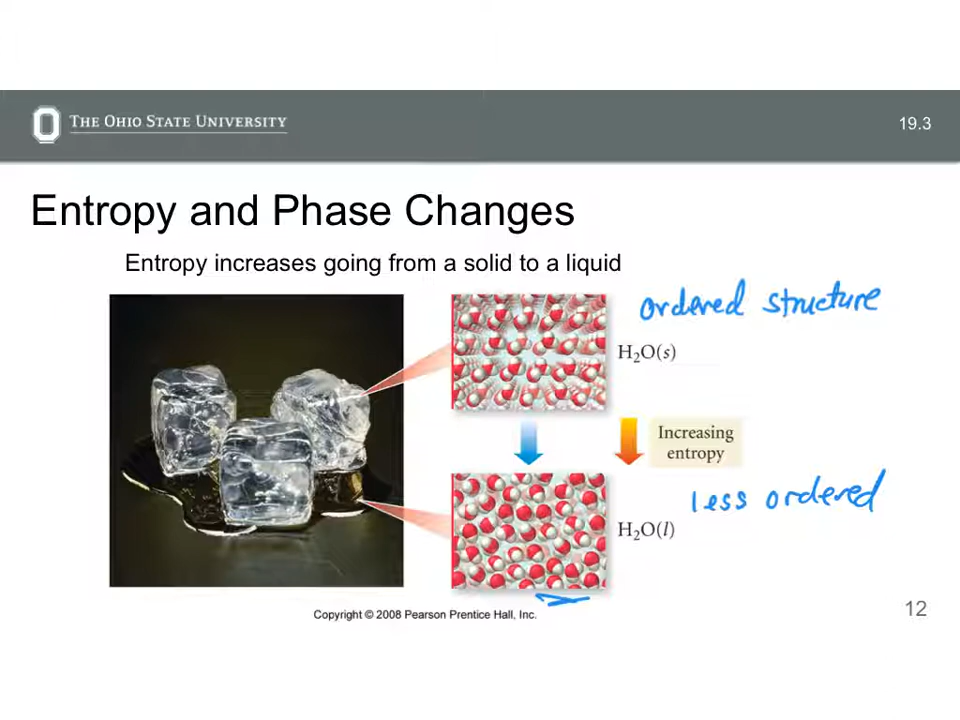 THE OHIO STATE UNIVERSITY
19.3
Entropy and Phase Changes
Entropy increases going from a solid to a liquid
ordered structure
H₂O(s)
Increasing
entropy
less ordered
H₂O(l)
Copyright © 2008 Pearson Prentice Hall, Inc.
12